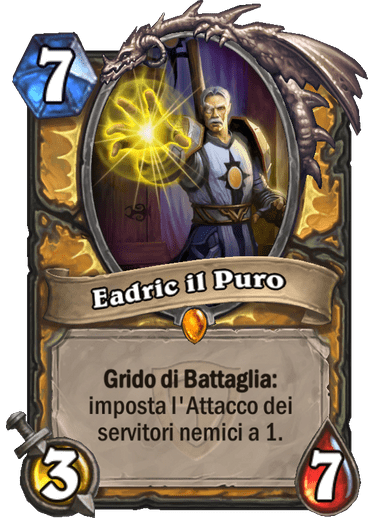 7
Eadric il Puro
Grido di Battaglia:
imposta l'Attacco dei
servitori nemici a 1.
3
7